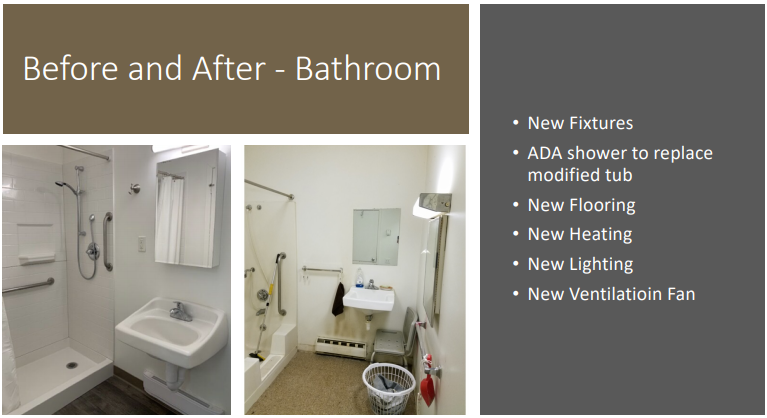 Before and After - Bathroom
• New Fixtures
• ADA shower to replace
modified tub
• New Flooring
• New Heating
• New Lighting
• New Ventilatioin Fan